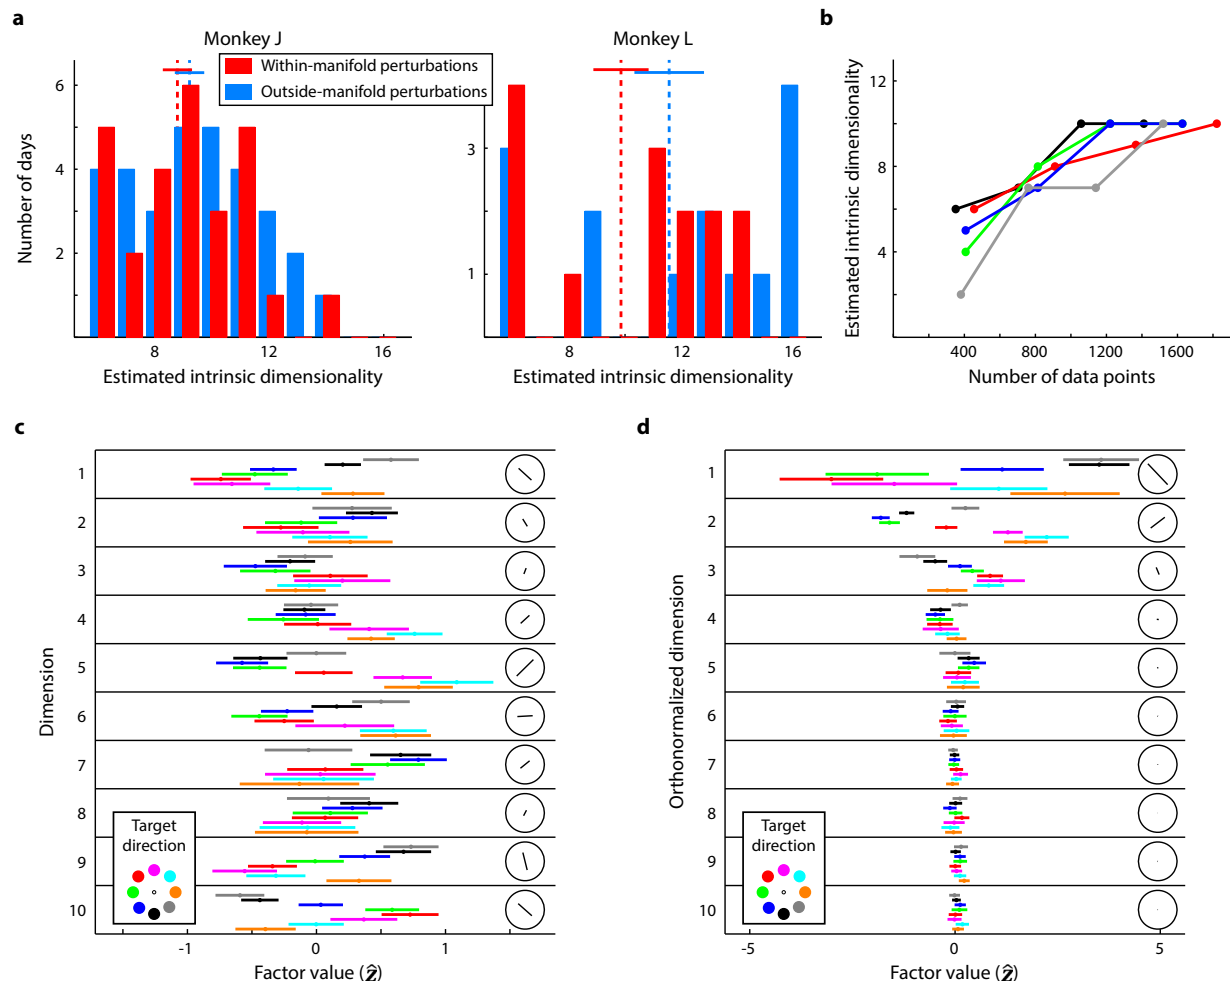 a
Monkey J
Monkey L
Within-manifold perturbations
Outside-manifold perturbations
Number of days
6
4
2
8
12
16
Estimated intrinsic dimensionality
3
1
8
12
16
Estimated intrinsic dimensionality
b
Estimated intrinsic dimensionality
12
8
4
400
800
1200
1600
Number of data points
c
Dimension
1
2
3
4
5
6
7
8
9
10
Target
direction
-1
0
1
Factor value (ẑ)
d
Orthonormalized dimension
1
2
3
4
5
6
7
8
9
10
Target
direction
-5
0
5
Factor value (ẑ)